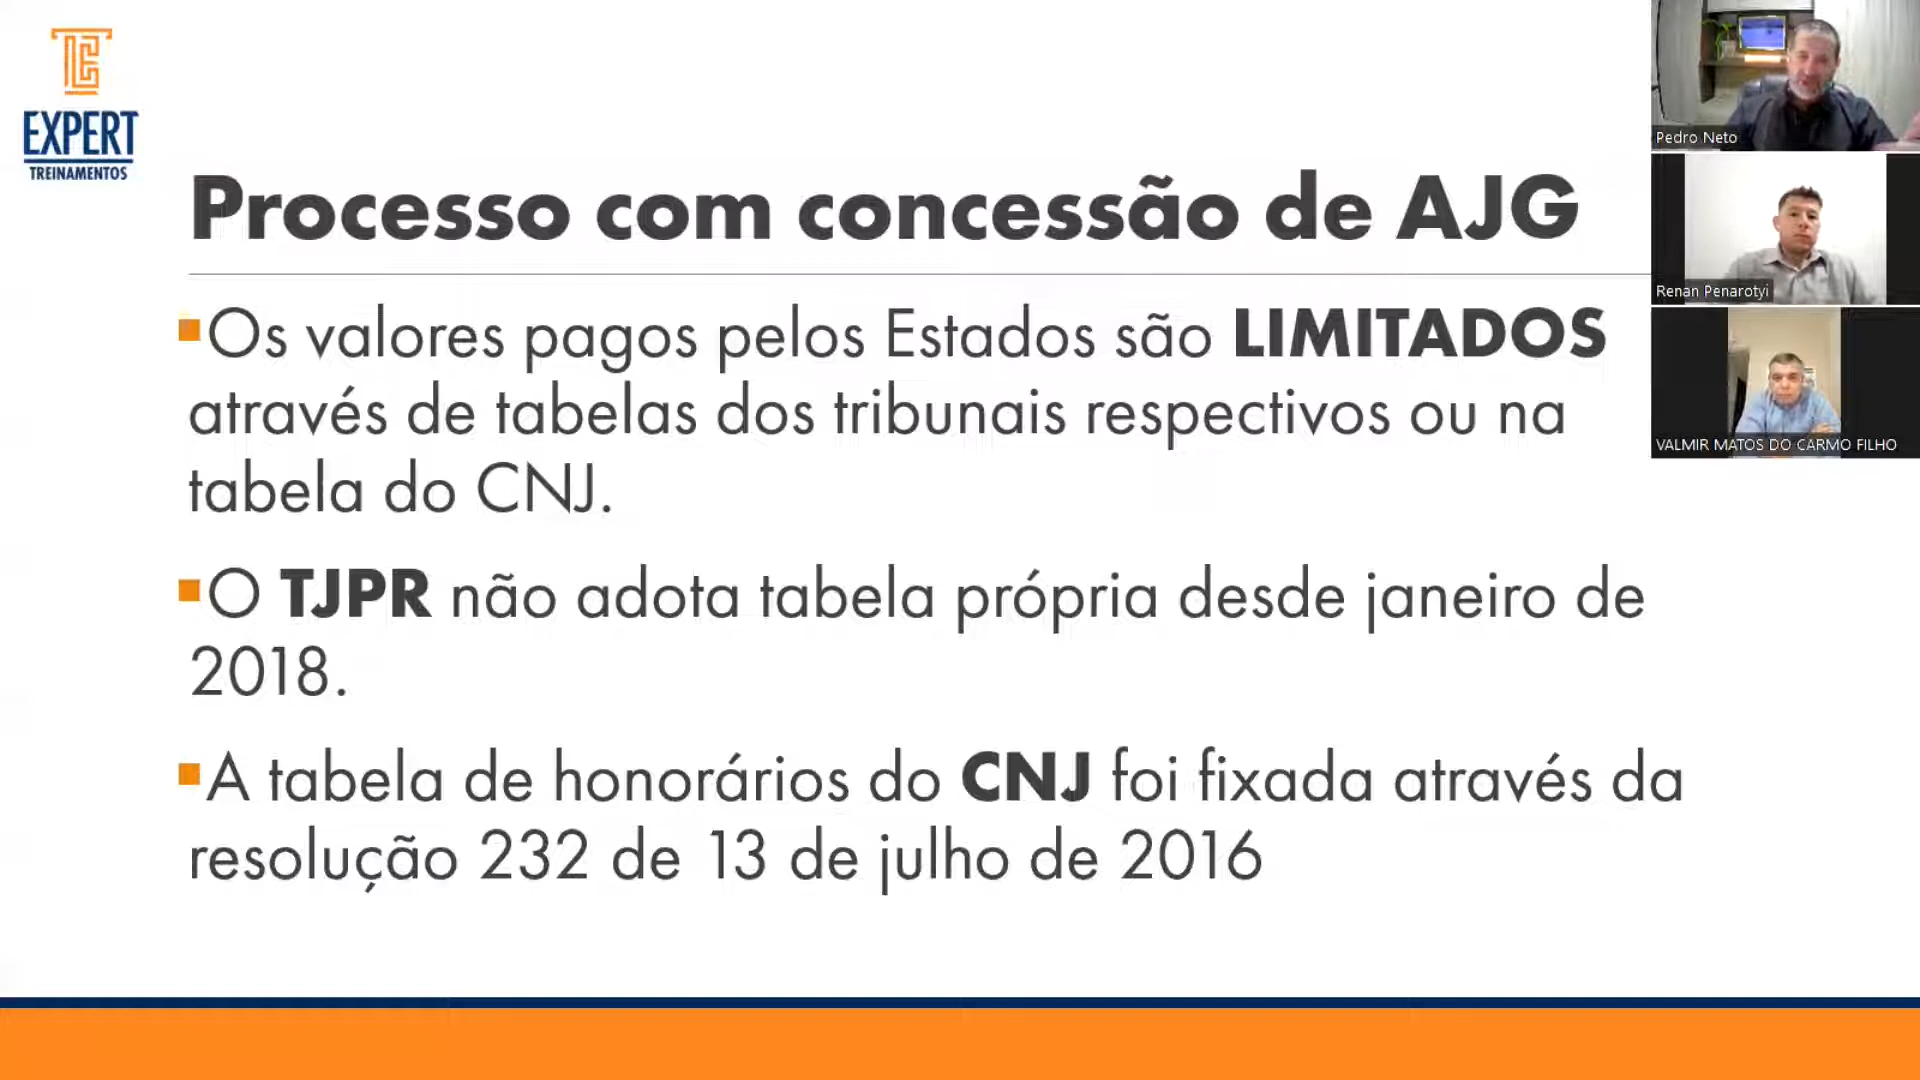 EXPERT
TREINAMENTOS
Processo com concessão de AJG
Os valores pagos pelos Estados são LIMITADOS
através de tabelas dos tribunais respectivos ou na
tabela do CNJ.
O TJPR não adota tabela própria desde janeiro de
2018.
A tabela de honorários do CNJ foi fixada através da
resolução 232 de 13 de julho de 2016
Pedro Neto
Renan Penarotyi
VALMIR MATOS DO CARMO FILHO